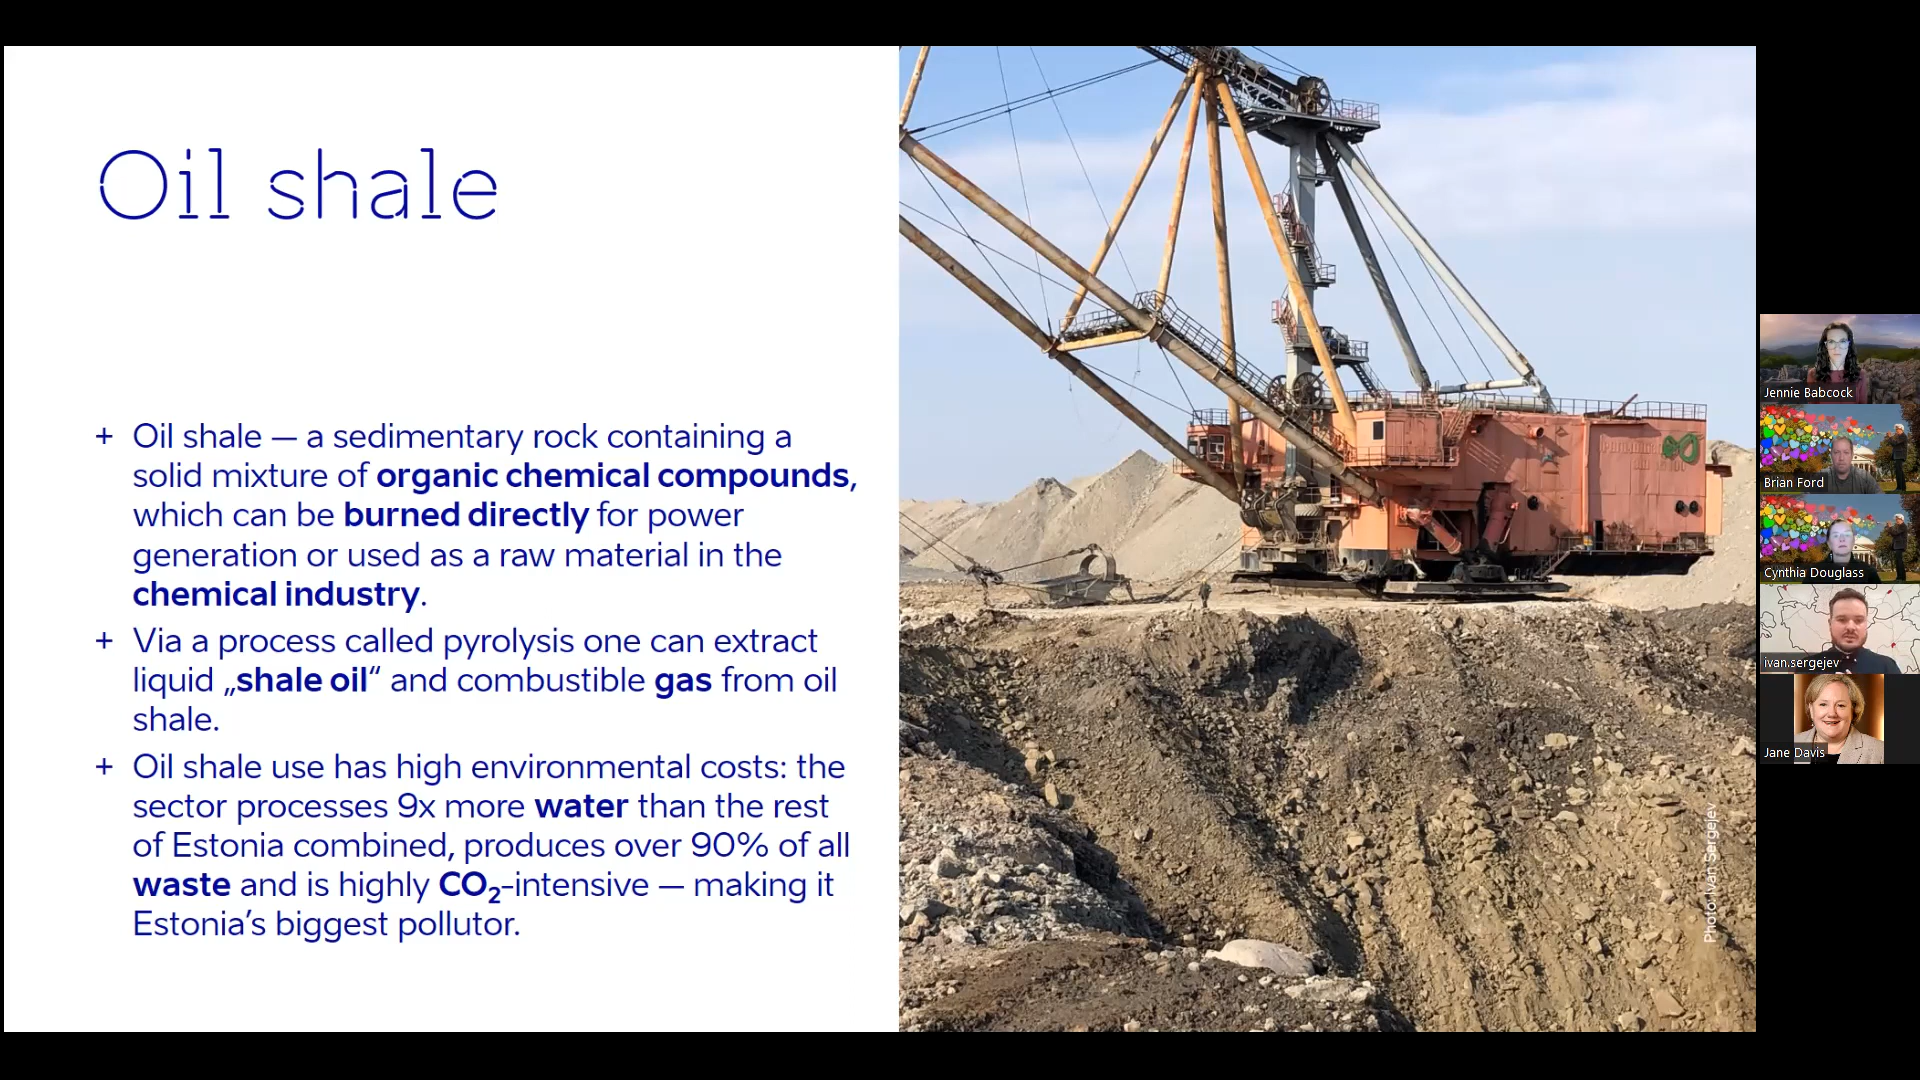 Oil shale
+ Oil shale — a sedimentary rock containing a
solid mixture of organic chemical compounds,
which can be burned directly for power
generation or used as a raw material in the
chemical industry.
+ Via a process called pyrolysis one can extract
liquid „shale oil“ and combustible gas from oil
shale.
+ Oil shale use has high environmental costs: the
sector processes 9x more water than the rest
of Estonia combined, produces over 90% of all
waste and is highly CO₂-intensive — making it
Estonia’s biggest pollutor.
Photo: Ivan Sergejev
Jennie Babcock
Brian Ford
Cynthia Douglass
ivan.sergejev
Jane Davis